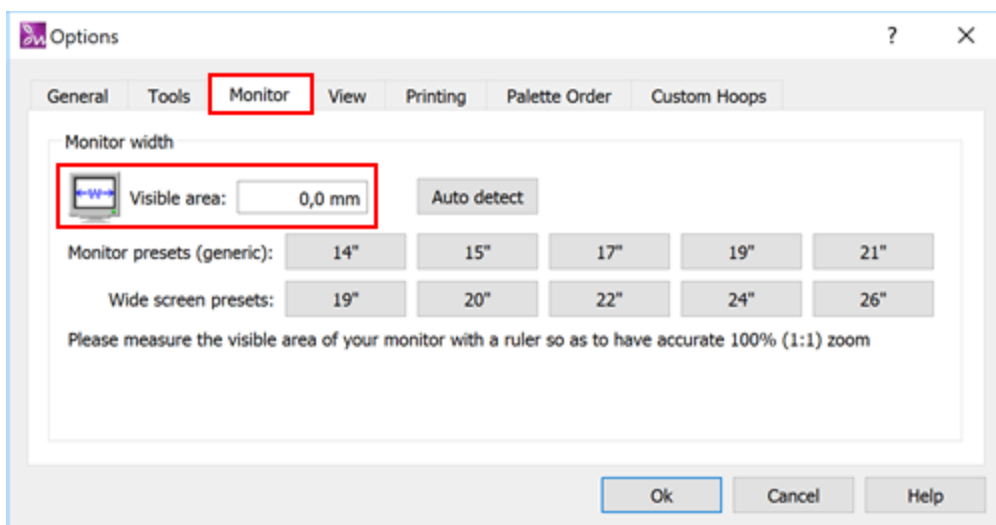 Options
General Tools Monitor View Printing Palette Order Custom Hoops
Monitor width
W
Visible area: 0,0 mm Auto detect
Monitor presets (generic): 14" 15" 17" 19" 21"
Wide screen presets: 19" 20" 22" 24" 26"
Please measure the visible area of your monitor with a ruler so as to have accurate 100% (1:1) zoom
Ok Cancel Help